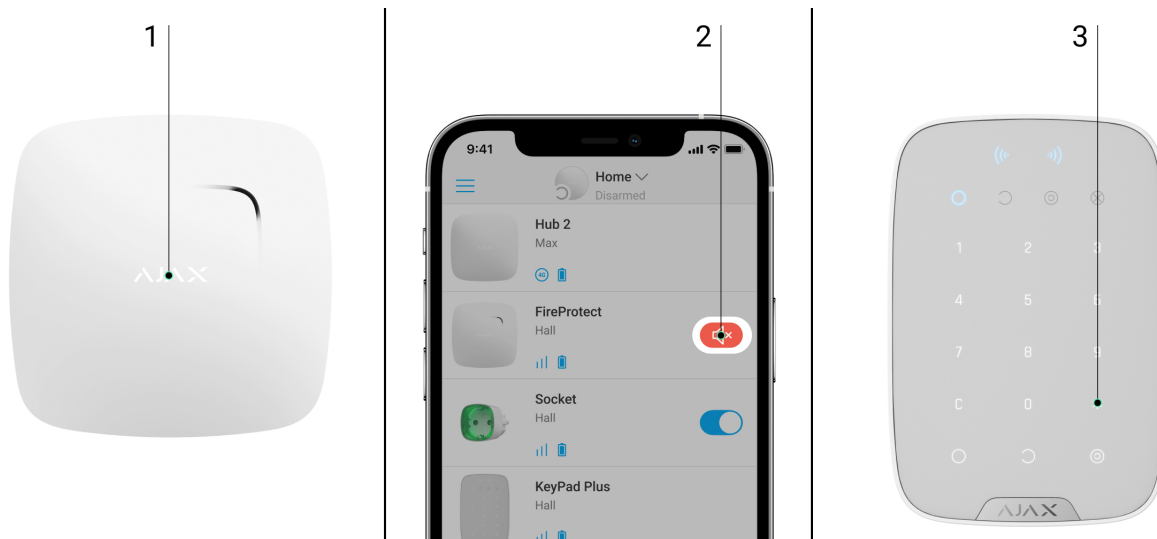 1
AJAX
2
9:41
Home
Disarmed
Hub 2
Max
4G
FireProtect
Hall
Socket
Hall
KeyPad Plus
Hall
3
1 2 3
4 5 6
7 8 9
C 0
AJAX